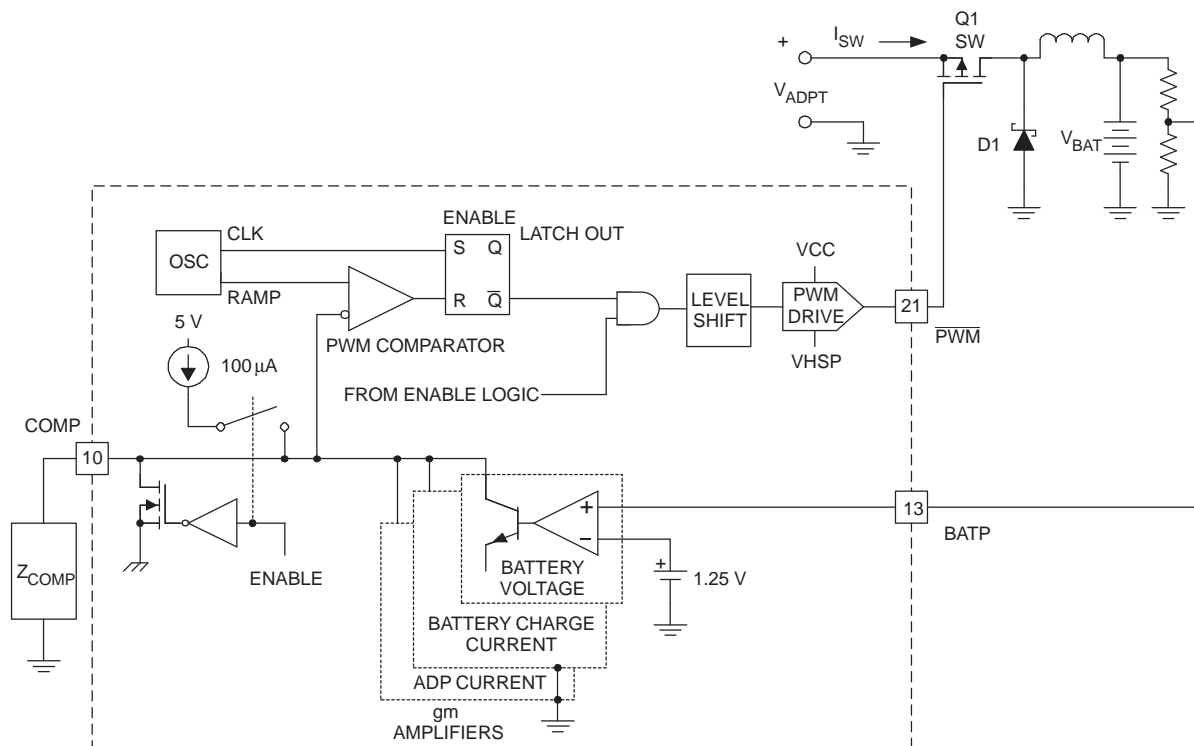 Q1
SW
I_SW
+
V_ADPT
D1
V_BAT
ENABLE
LATCH OUT
CLK
S Q
OSC
RAMP
R Q̅
VCC
PWM
DRIVE
VHSP
LEVEL
SHIFT
21
P̅W̅M̅
5 V
PWM COMPARATOR
100 µA
FROM ENABLE LOGIC
COMP
10
13
BATP
+
−
BATTERY
VOLTAGE
+
1.25 V
Z_COMP
ENABLE
BATTERY CHARGE
CURRENT
ADP CURRENT
gm
AMPLIFIERS